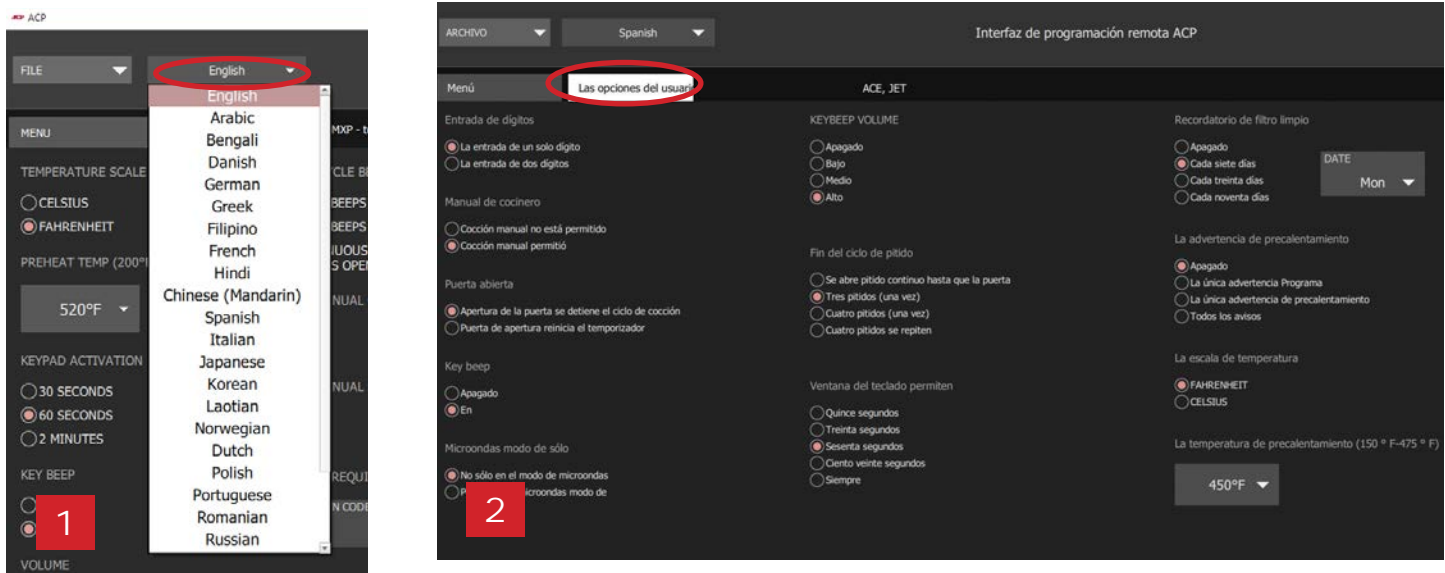 ACP ACP
FILE
English
English
Arabic
Bengali
Danish
German
Greek
Filipino
French
Hindi
Chinese (Mandarin)
Spanish
Italian
Japanese
Korean
Laotian
Norwegian
Dutch
Polish
Portuguese
Romanian
Russian
MENU
MXP - t
TEMPERATURE SCALE
CELSIUS
FAHRENHEIT
PREHEAT TEMP (200°
520°F
KEYPAD ACTIVATION
30 SECONDS
60 SECONDS
2 MINUTES
KEY BEEP
VOLUME
CLE B
BEEPS
BEEPS
UOUS
S OPE
NUAL
NUAL
REQUI
N CODE
1
ARCHIVO
Spanish
Interfaz de programación remota ACP
Menú
Las opciones del usuari
ACE, JET
Entrada de dígitos
La entrada de un solo dígito
La entrada de dos dígitos
Manual de cocinero
Cocción manual no está permitido
Cocción manual permitió
Puerta abierta
Apertura de la puerta se detiene el ciclo de cocción
Puerta de apertura reinicia el temporizador
Key beep
Apagado
En
Microondas modo de sólo
No sólo en el modo de microondas
P
icroondas modo de
2
KEYBEEP VOLUME
Apagado
Bajo
Medio
Alto
Fin del ciclo de pitido
Se abre pitido continuo hasta que la puerta
Tres pitidos (una vez)
Cuatro pitidos (una vez)
Cuatro pitidos se repiten
Ventana del teclado permiten
Quince segundos
Treinta segundos
Sesenta segundos
Ciento veinte segundos
Siempre
Recordatorio de filtro limpio
Apagado
Cada siete días
Cada treinta días
Cada noventa días
DATE
Mon
La advertencia de precalentamiento
Apagado
La única advertencia Programa
La única advertencia de precalentamiento
Todos los avisos
La escala de temperatura
FAHRENHEIT
CELSIUS
La temperatura de precalentamiento (150 ° F-475 ° F)
450°F